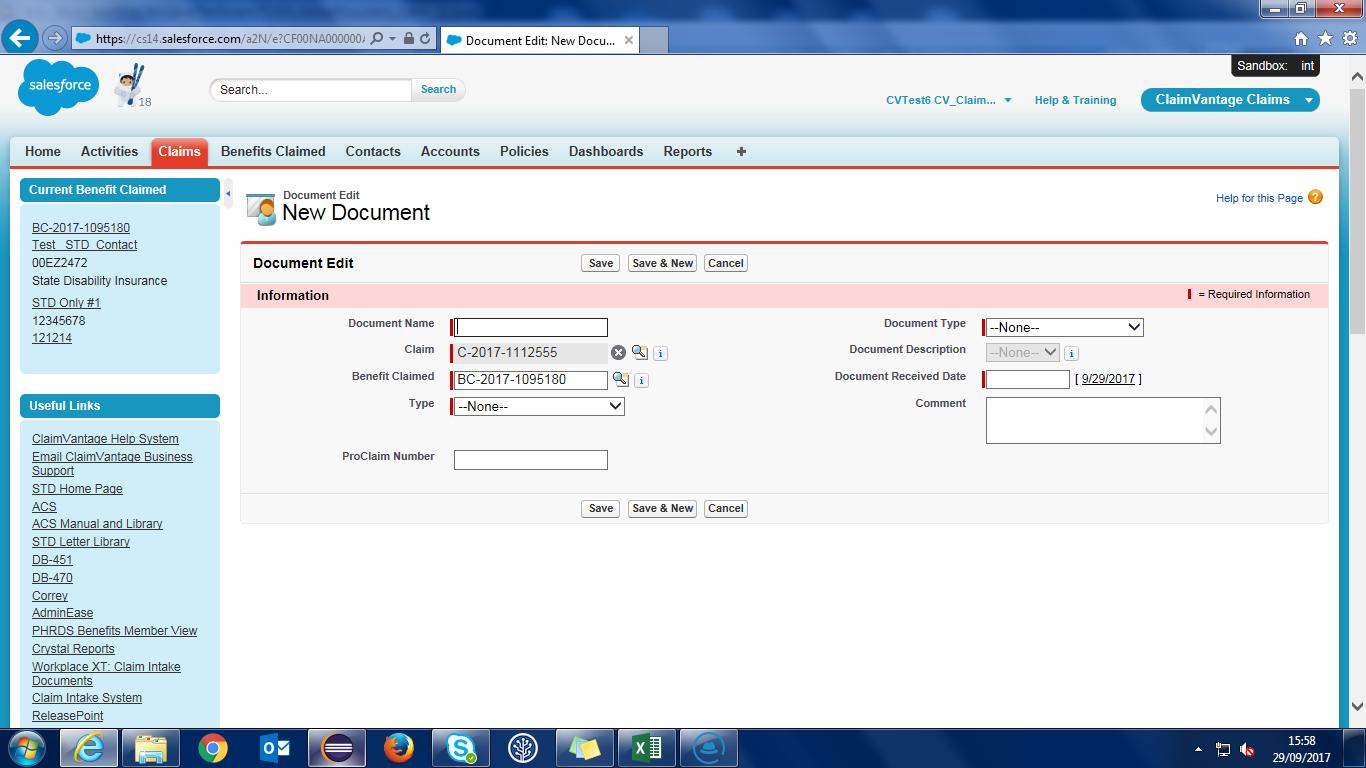 https://cs14.salesforce.com/a2N/e?CF00NA000000
Document Edit: New Docu...
Sandbox: int
salesforce
18
Search...
Search
CVTest6 CV_Claim...
Help & Training
ClaimVantage Claims
Home
Activities
Claims
Benefits Claimed
Contacts
Accounts
Policies
Dashboards
Reports
Current Benefit Claimed
BC-2017-1095180
Test_ STD_Contact
00EZ2472
State Disability Insurance
STD Only #1
12345678
121214
Useful Links
ClaimVantage Help System
Email ClaimVantage Business
Support
STD Home Page
ACS
ACS Manual and Library
STD Letter Library
DB-451
DB-470
Correy
AdminEase
PHRDS Benefits Member View
Crystal Reports
Workplace XT: Claim Intake
Documents
Claim Intake System
ReleasePoint
Document Edit
New Document
Help for this Page
Document Edit
Save
Save & New
Cancel
Information
= Required Information
Document Name
Document Type
--None--
Claim
C-2017-1112555
Document Description
--None--
Benefit Claimed
BC-2017-1095180
Document Received Date
[ 9/29/2017 ]
Type
--None--
Comment
ProClaim Number
Save
Save & New
Cancel
15:58
29/09/2017